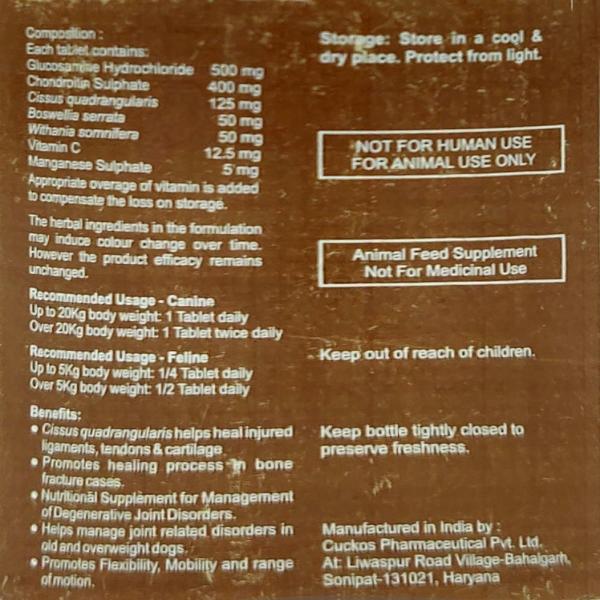 Composition :
Each tablet contains:
Glucosamine Hydrochloride 500 mg
Chondroitin Sulphate 400 mg
Cissus quadrangularis 125 mg
Boswellia serrata 50 mg
Withania somnifera 50 mg
Vitamin C 12.5 mg
Manganese Sulphate 5 mg
Appropriate overage of vitamin is added
to compensate the loss on storage.
The herbal ingredients in the formulation
may induce colour change over time.
However the product efficacy remains
unchanged.
Recommended Usage - Canine
Up to 20Kg body weight: 1 Tablet daily
Over 20Kg body weight: 1 Tablet twice daily
Recommended Usage - Feline
Up to 5Kg body weight: 1/4 Tablet daily
Over 5Kg body weight: 1/2 Tablet daily
Benefits:
• Cissus quadrangularis helps heal injured
ligaments, tendons & cartilage
• Promotes healing process in bone
fracture cases.
• Nutritional Supplement for Management
of Degenerative Joint Disorders.
• Helps manage joint related disorders in
old and overweight dogs.
• Promotes Flexibility, Mobility and range
of motion.
Storage: Store in a cool &
dry place. Protect from light.
NOT FOR HUMAN USE
FOR ANIMAL USE ONLY
Animal Feed Supplement
Not For Medicinal Use
Keep out of reach of children.
Keep bottle tightly closed to
preserve freshness.
Manufactured in India by :
Cuckos Pharmaceutical Pvt. Ltd.
At: Liwaspur Road Village-Bahalgarh,
Sonipat-131021, Haryana